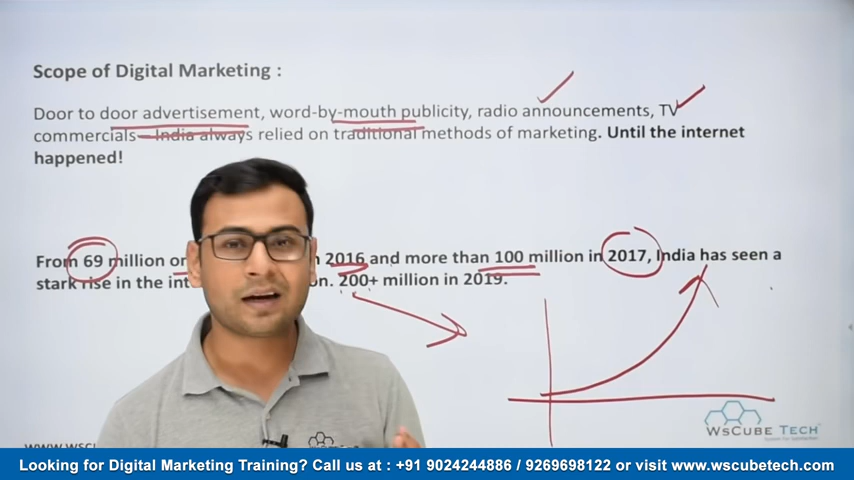 Scope of Digital Marketing :
Door to door advertisement, word-by-mouth publicity, radio announcements, TV
commercials—India always relied on traditional methods of marketing. Until the internet
happened!
From 69 million in 2016 and more than 100 million in 2017, India has seen a
stark rise in the 200+ million in 2019.
WSCUBE TECH
Looking for Digital Marketing Training? Call us at : +91 9024244886 / 9269698122 or visit www.wscubetech.com